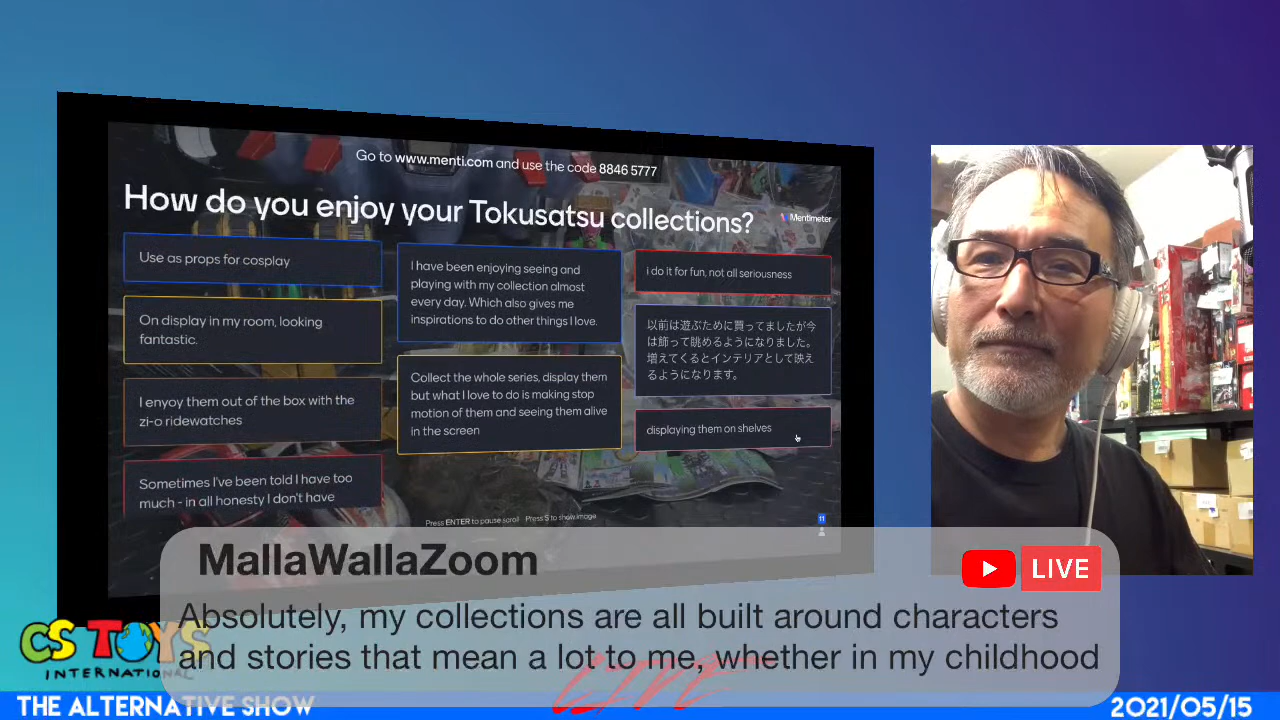 Go to www.menti.com and use the code 8846 5777
How do you enjoy your Tokusatsu collections?
Mentimeter
Use as props for cosplay
On display in my room, looking
fantastic.
I enyoy them out of the box with the
zi-o ridewatches
Sometimes I've been told I have too
much - in all honesty I don't have
I have been enjoying seeing and
playing with my collection almost
every day. Which also gives me
inspirations to do other things I love.
Collect the whole series, display them
but what I love to do is making stop
motion of them and seeing them alive
in the screen
i do it for fun, not all seriousness
以前は遊ぶために買ってましたが今
は飾って眺めるようになりました。
増えてくるとインテリアとして映え
るようになります。
displaying them on shelves
Press ENTER to pause scroll Press S to show image
11
MallaWallaZoom
LIVE
Absolutely, my collections are all built around characters
and stories that mean a lot to me, whether in my childhood
CS TOYS
INTERNATIONAL
LIVE
THE ALTERNATIVE SHOW
2021/05/15